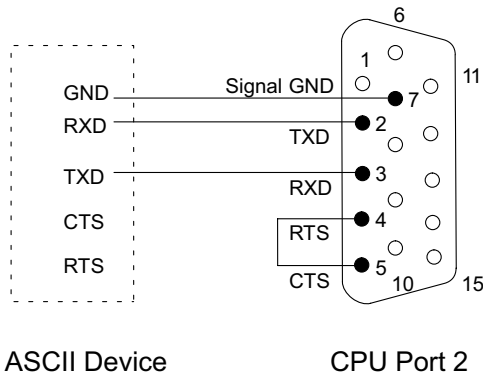 6
1
11
GND
Signal GND
7
RXD
2
TXD
TXD
3
RXD
CTS
4
RTS
RTS
5
CTS
10
15
ASCII Device
CPU Port 2